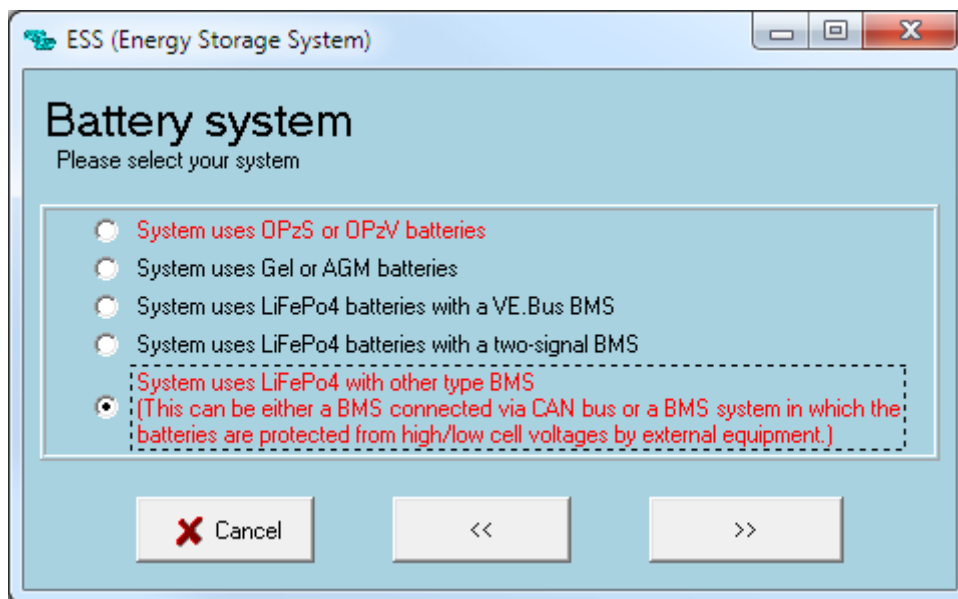 ESS (Energy Storage System)
Battery system
Please select your system
System uses OPzS or OPzV batteries
System uses Gel or AGM batteries
System uses LiFePo4 batteries with a VE.Bus BMS
System uses LiFePo4 batteries with a two-signal BMS
System uses LiFePo4 with other type BMS
(This can be either a BMS connected via CAN bus or a BMS system in which the
batteries are protected from high/low cell voltages by external equipment.)
Cancel
<<
>>